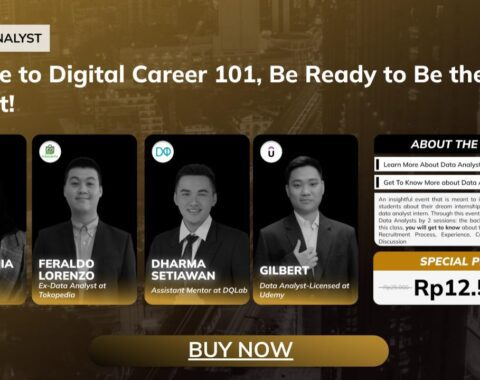 NALYST
e to Digital Career 101, Be Ready to Be the
t!
IA
FERALDO
LORENZO
Ex-Data Analyst at
Tokopedia
DHARMA
SETIAWAN
Assistant Mentor at DQLab
GILBERT
Data Analyst-Licensed at
Udemy
ABOUT THE
Learn More About Data Analyst
Get To Know More about Data A
An insightful event that is meant to i
students about their dream internship
data analyst intern. Through this event
Data Analysts by 2 sessions: the bac
this class, you will get to know about t
Recruitment Process, Experience, C
Discussion
SPECIAL P
Rp25.000
Rp12.5
BUY NOW